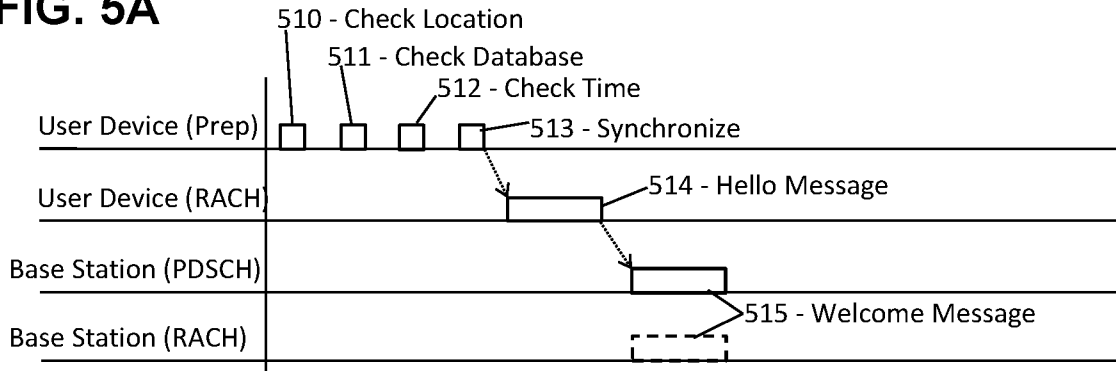 FIG. 5A
510 - Check Location
511 - Check Database
512 - Check Time
User Device (Prep)
513 - Synchronize
User Device (RACH)
514 - Hello Message
Base Station (PDSCH)
515 - Welcome Message
Base Station (RACH)